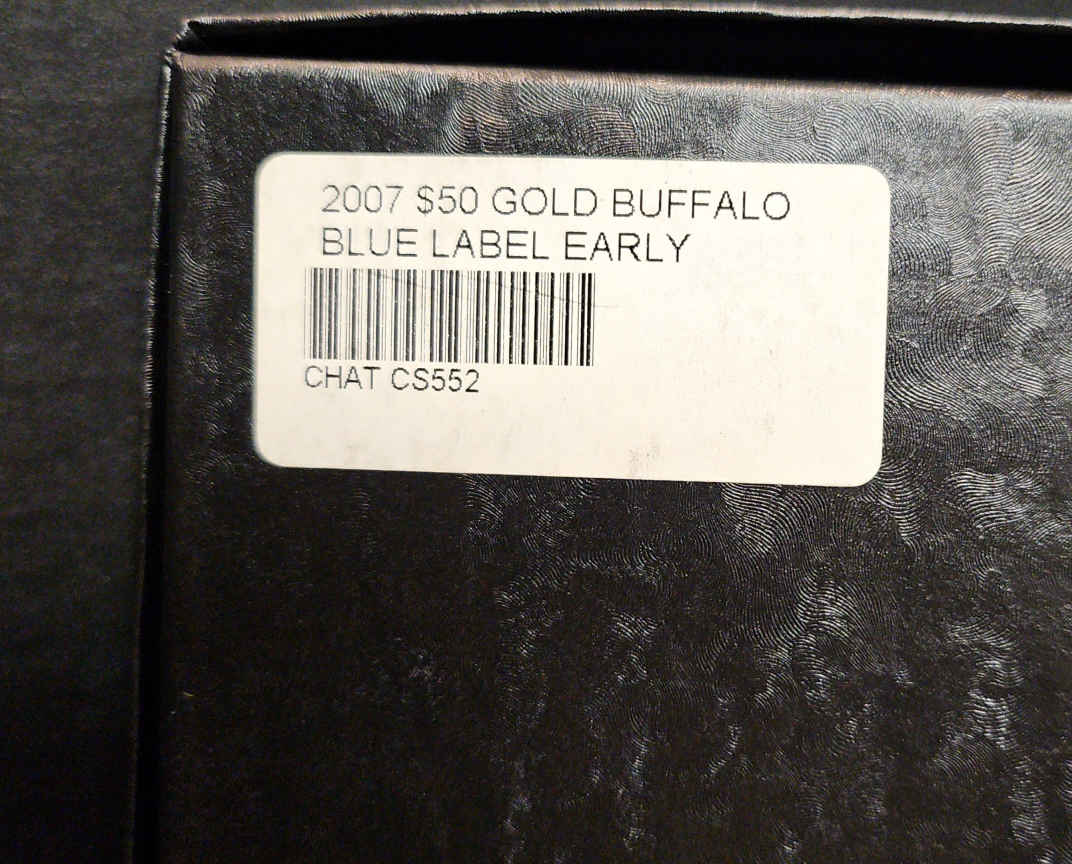 2007 $50 GOLD BUFFALO
BLUE LABEL EARLY
CHAT CS552